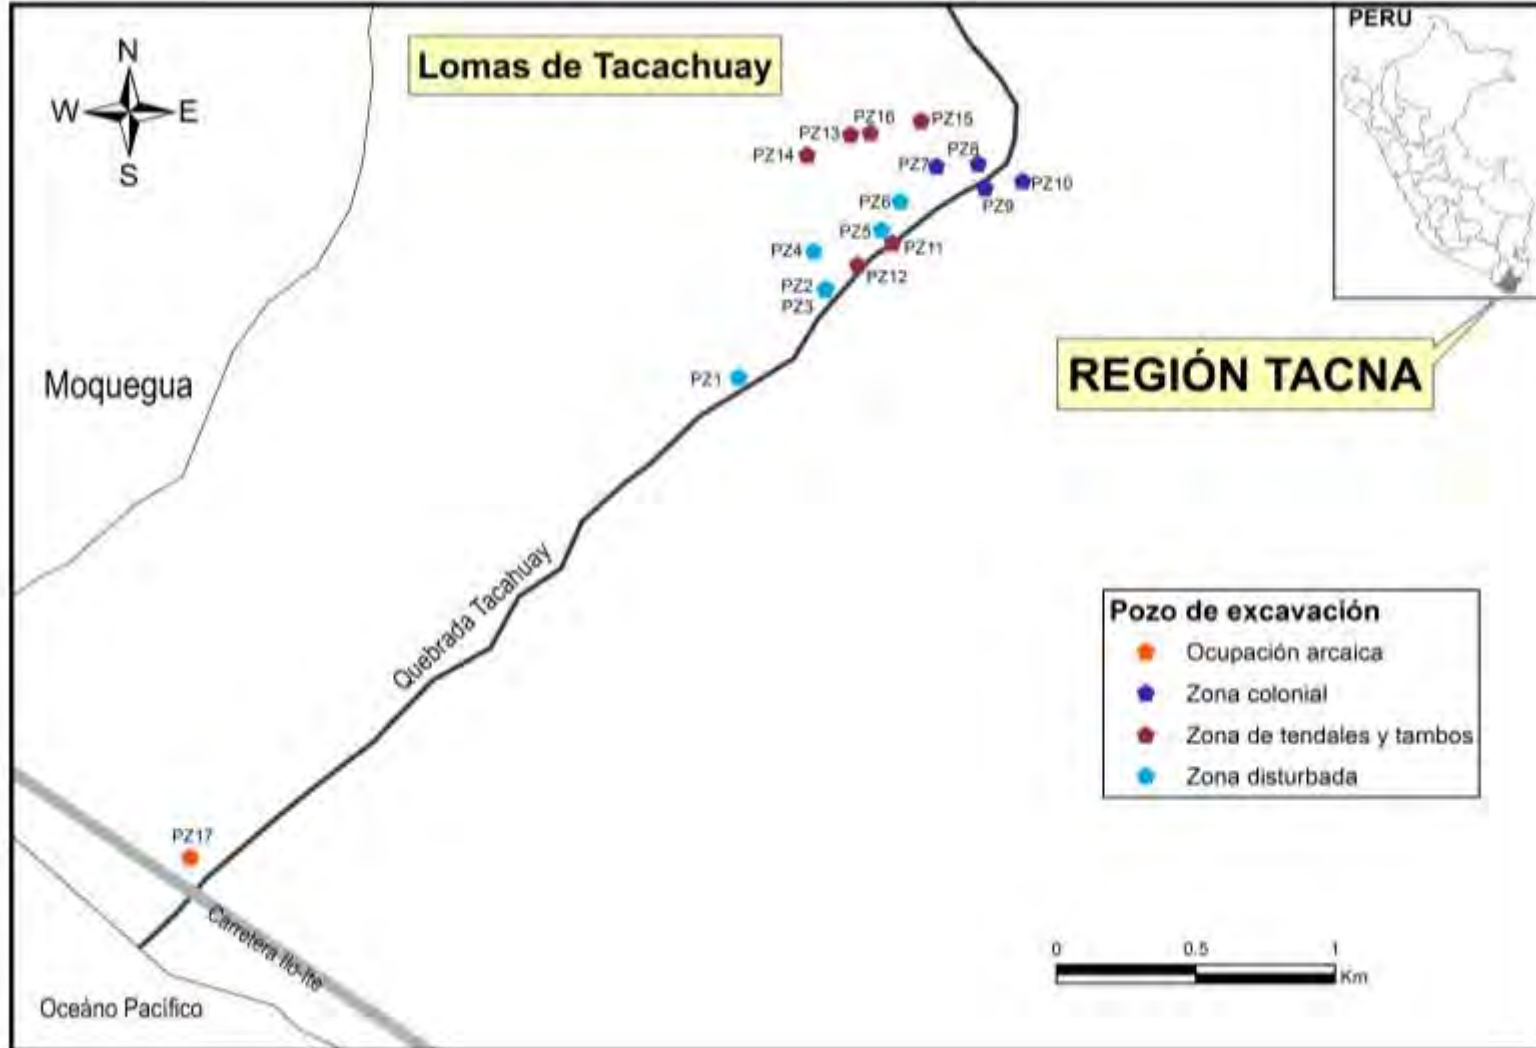 PERU
N
W E
S
Lomas de Tacachuay
PZ16
PZ15
PZ13
PZ14
PZ8
PZ7
PZ10
PZ9
PZ6
PZ5
PZ11
PZ4
PZ12
PZ2
PZ3
PZ1
Moquegua
REGIÓN TACNA
Quebrada Tacahuay
Pozo de excavación
Ocupación arcaica
Zona colonial
Zona de tendales y tambos
Zona disturbada
PZ17
Carretera Ilo-Ite
Oceáno Pacífico
0 0.5 1
Km